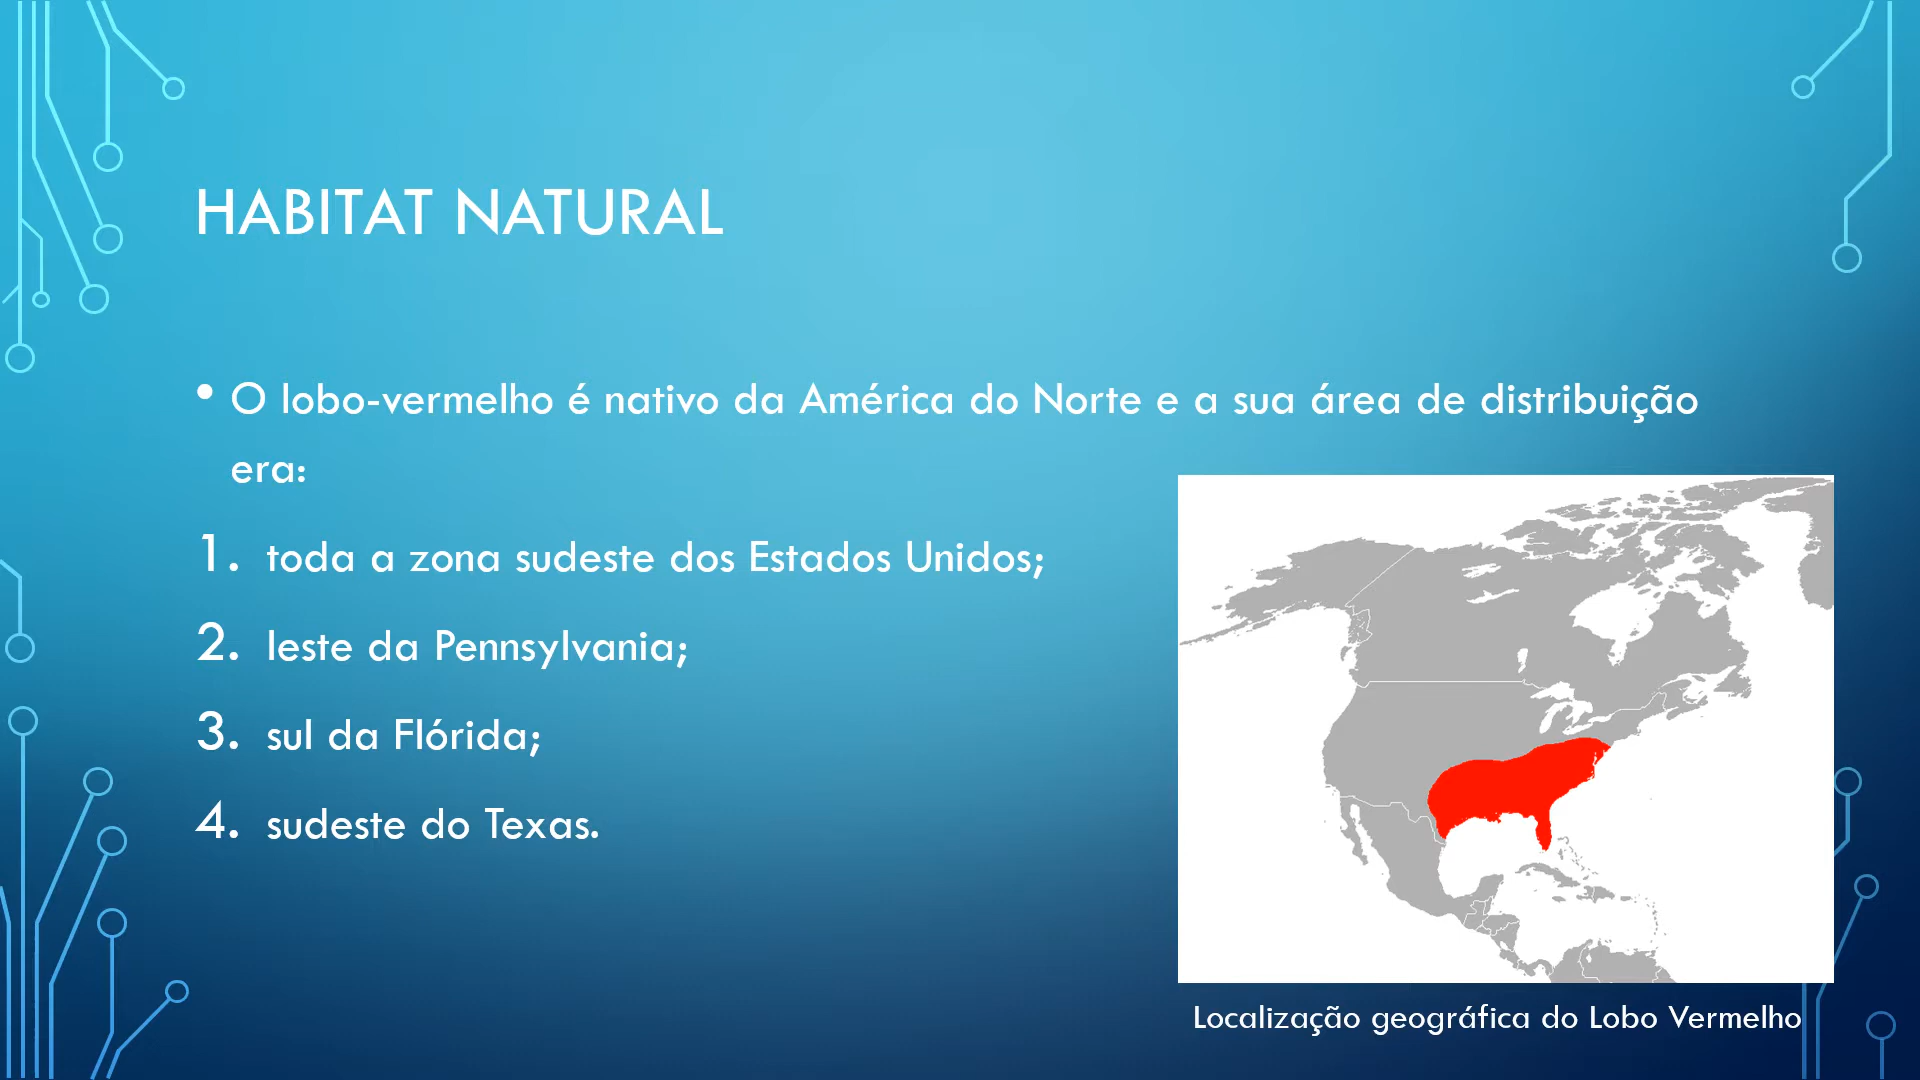 HABITAT NATURAL
• O lobo-vermelho é nativo da América do Norte e a sua área de distribuição
era:
1. toda a zona sudeste dos Estados Unidos;
2. leste da Pennsylvania;
3. sul da Flórida;
4. sudeste do Texas.
Localização geográfica do Lobo Vermelho